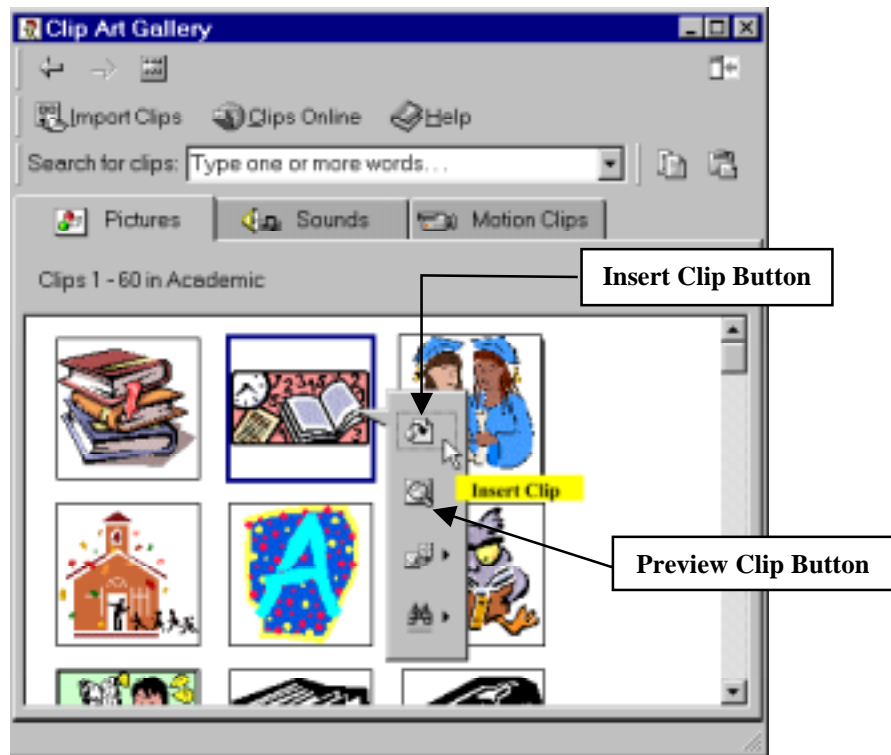 Clip Art Gallery
Import Clips Clips Online Help
Search for clips: Type one or more words...
Pictures Sounds Motion Clips
Clips 1 - 60 in Academic
Insert Clip Button
Insert Clip
Preview Clip Button
A